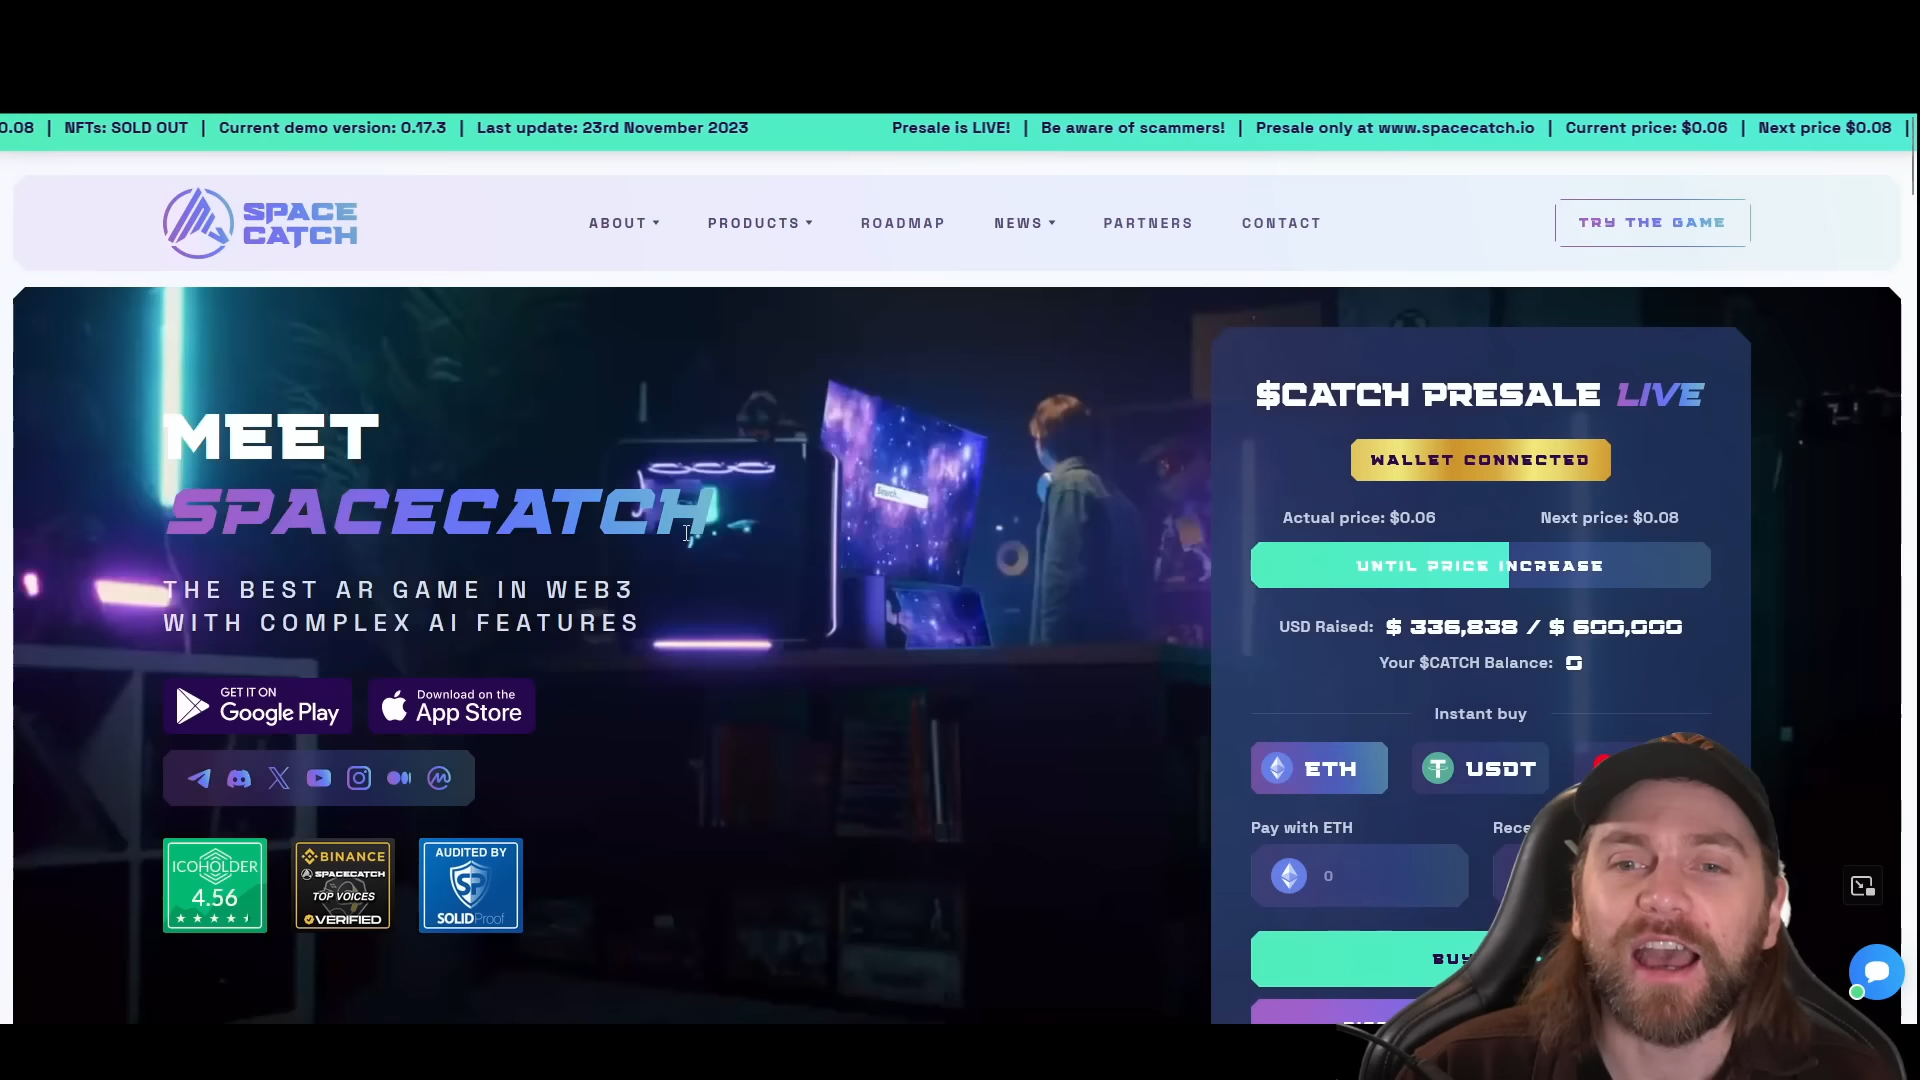 0.08 | NFTs: SOLD OUT | Current demo version: 0.17.3 | Last update: 23rd November 2023 Presale is LIVE! | Be aware of scammers! | Presale only at www.spacecatch.io | Current price: $0.06 | Next price $0.08 |
SPACE
CATCH
ABOUT PRODUCTS ROADMAP NEWS PARTNERS CONTACT
TRY THE GAME
MEET
SPACECATCH
THE BEST AR GAME IN WEB3
WITH COMPLEX AI FEATURES
GET IT ON
Google Play
Download on the
App Store
ICOHOLDER
4.56
BINANCE
SPACECATCH
TOP VOICES
VERIFIED
AUDITED BY
SP
SOLIDProof
Search...
$CATCH PRESALE LIVE
WALLET CONNECTED
Actual price: $0.06 Next price: $0.08
UNTIL PRICE INCREASE
USD Raised: $ 336,838 / $ 600,000
Your $CATCH Balance: 0
Instant buy
ETH USDT
Pay with ETH
Rece
0
BUY